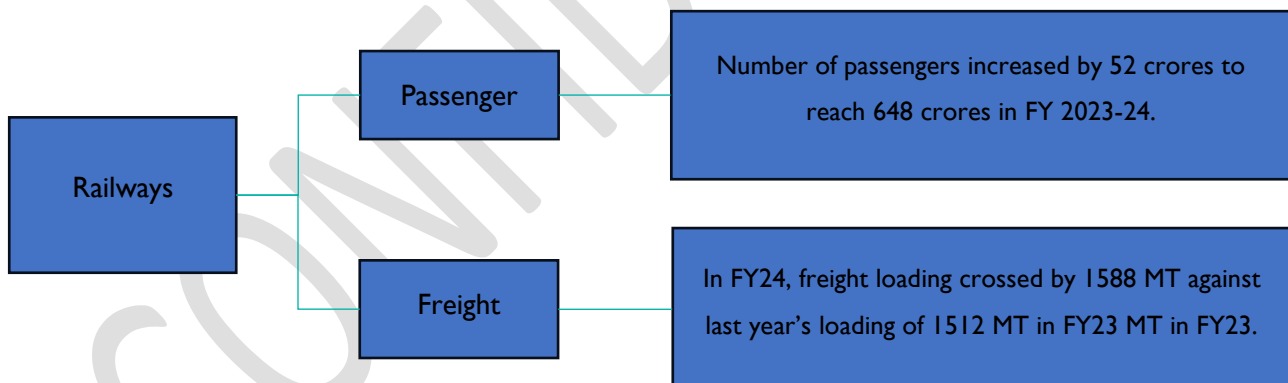 Railways
Passenger
Number of passengers increased by 52 crores to
reach 648 crores in FY 2023-24.
Freight
In FY24, freight loading crossed by 1588 MT against
last year’s loading of 1512 MT in FY23 MT in FY23.